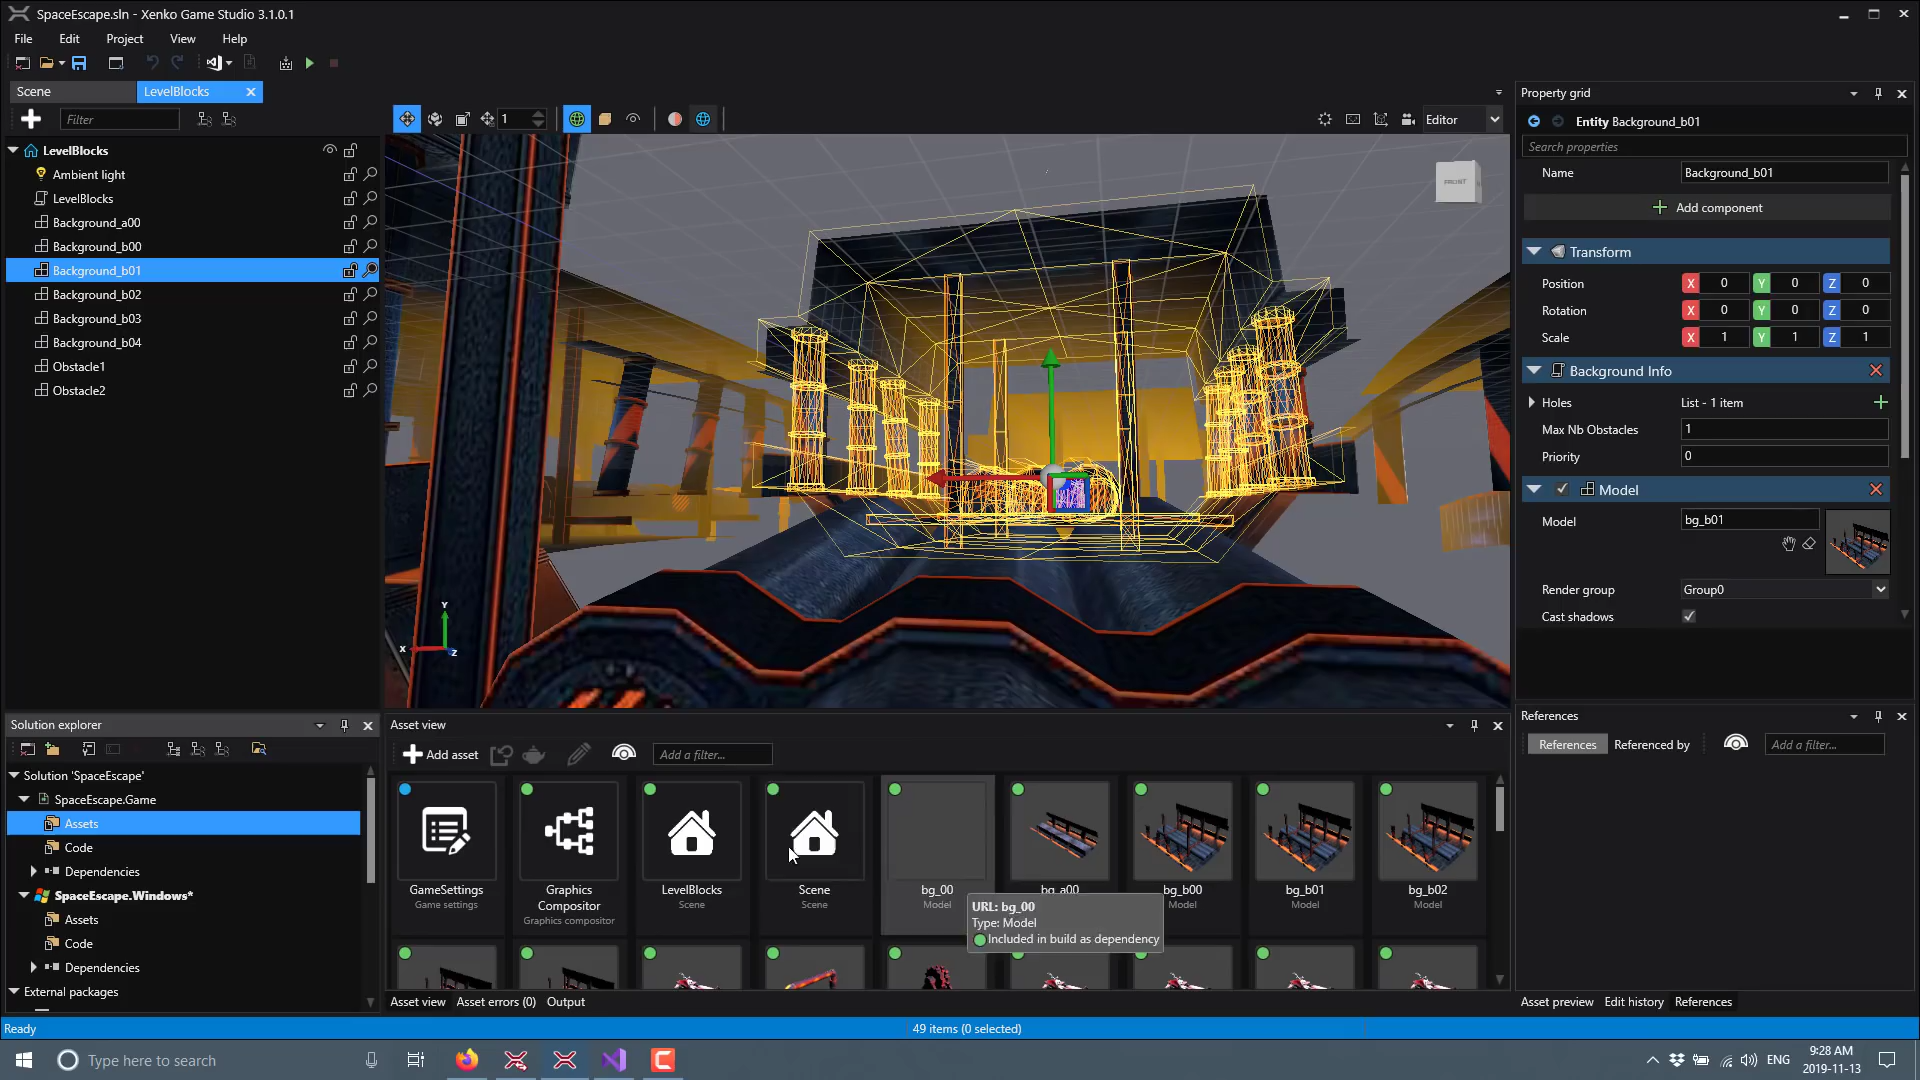 SpaceEscape.sln - Xenko Game Studio 3.1.0.1
File Edit Project View Help
Scene LevelBlocks
Filter
1
Editor
LevelBlocks
Ambient light
LevelBlocks
Background_a00
Background_b00
Background_b01
Background_b02
Background_b03
Background_b04
Obstacle1
Obstacle2
FRONT
Y
X
Z
Property grid
Entity Background_b01
Search properties
Name Background_b01
Add component
Transform
Position X 0 Y 0 Z 0
Rotation X 0 Y 0 Z 0
Scale X 1 Y 1 Z 1
Background Info
Holes List - 1 item
Max Nb Obstacles 1
Priority 0
Model
Model bg_b01
Render group Group0
Cast shadows
Solution explorer
Solution 'SpaceEscape'
SpaceEscape.Game
Assets
Code
Dependencies
SpaceEscape.Windows*
Assets
Code
Dependencies
External packages
Asset view
Add asset Add a filter...
GameSettings
Game settings
Graphics
Compositor
Graphics compositor
LevelBlocks
Scene
Scene
Scene
bg_00
Model
bg_a00
bg_b00
Model
bg_b01
Model
bg_b02
Model
URL: bg_00
Type: Model
Included in build as dependency
Asset view Asset errors (0) Output
References
References Referenced by Add a filter...
Asset preview Edit history References
Ready 49 items (0 selected)
Type here to search
ENG
9:28 AM
2019-11-13